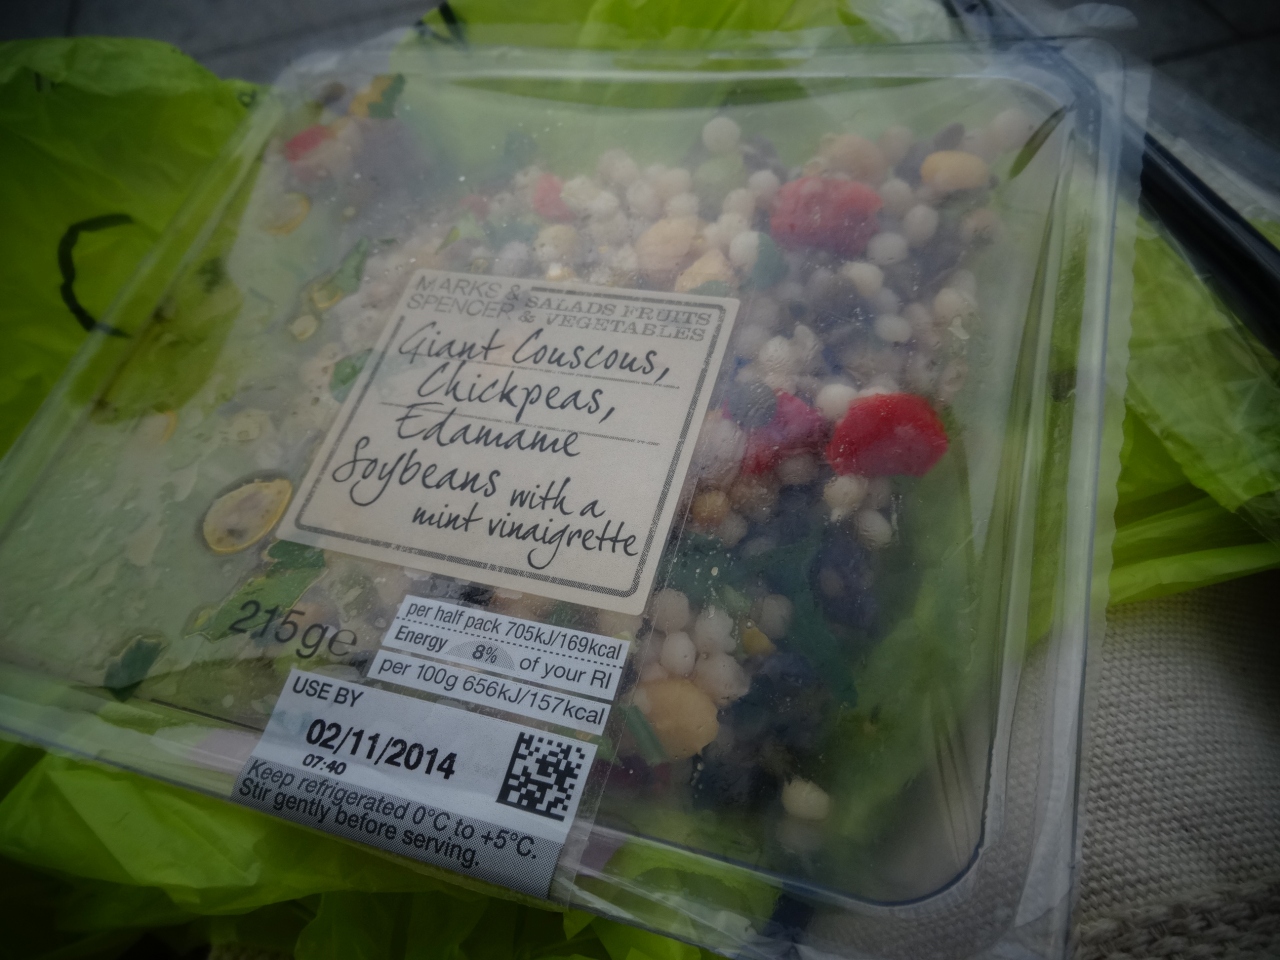 MARKS & SPENCER
SALADS FRUITS & VEGETABLES
Giant Couscous,
Chickpeas,
Edamame
Soybeans with a
mint vinaigrette
215g e
per half pack 705kJ/169kcal
Energy 8% of your RI
per 100g 656kJ/157kcal
USE BY
02/11/2014
07:40
Keep refrigerated 0°C to +5°C.
Stir gently before serving.